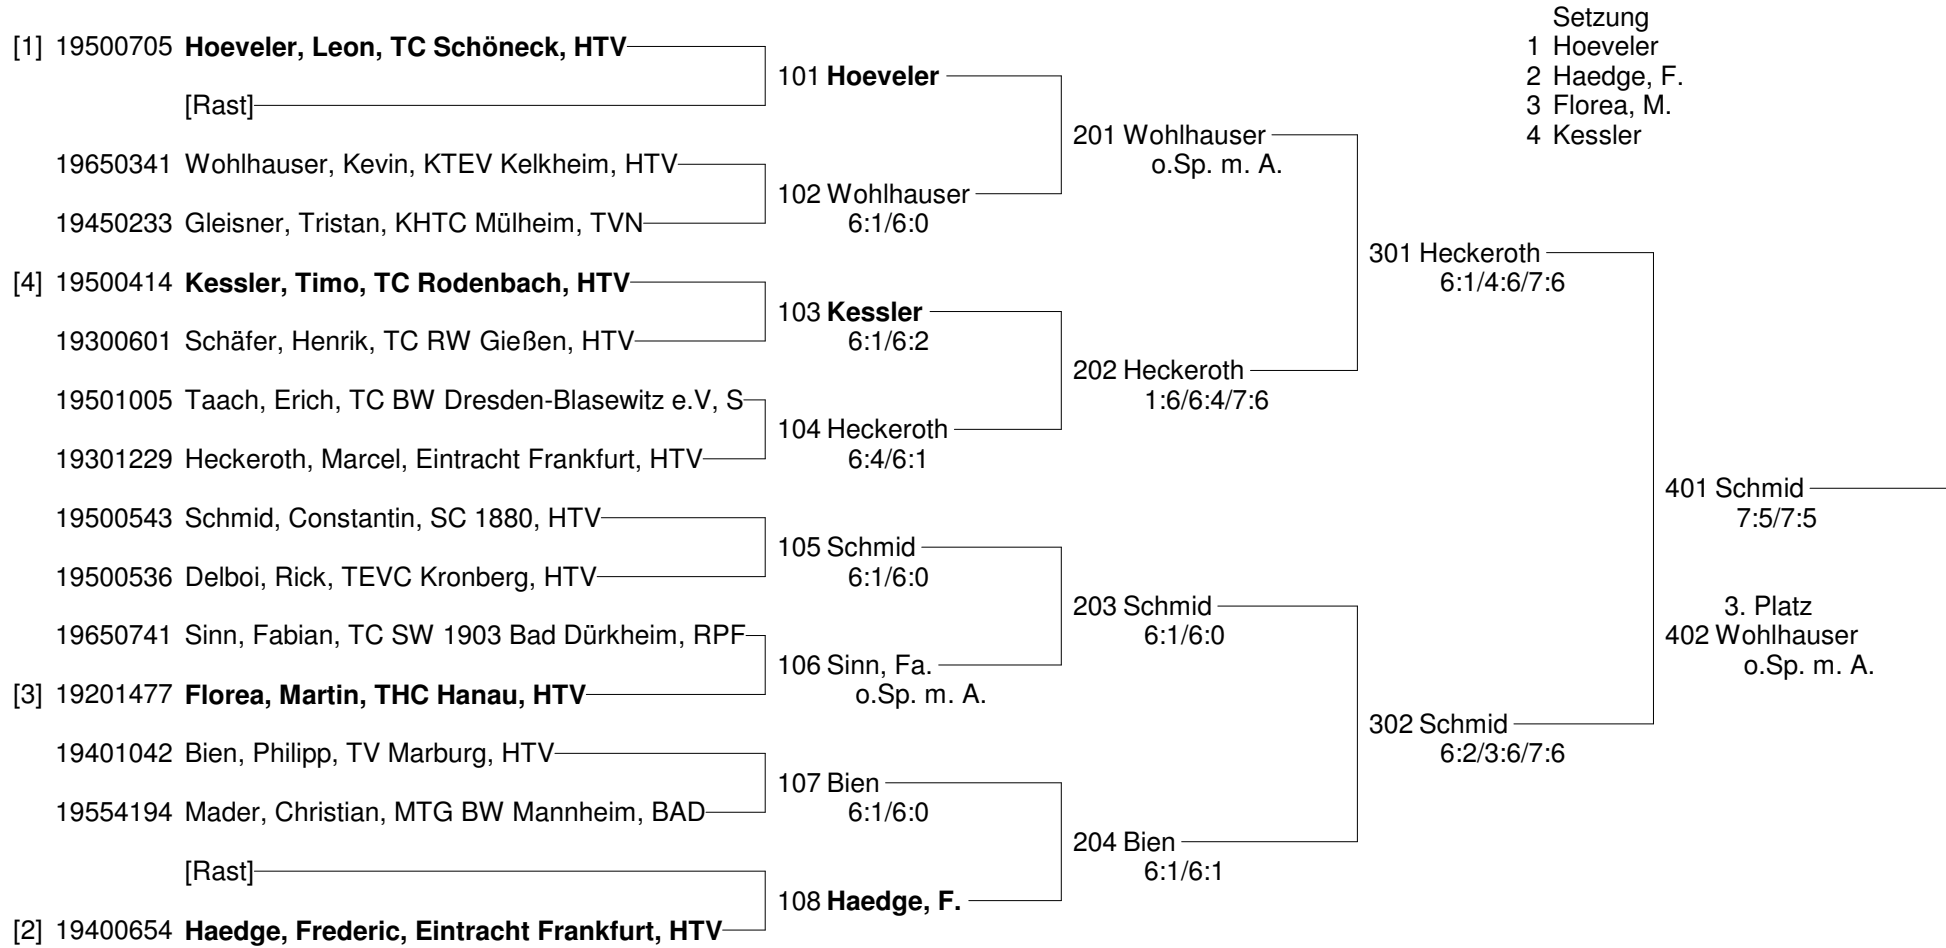 Setzung
1 Hoeveler
2 Haedge, F.
3 Florea, M.
4 Kessler
[1] 19500705 Hoeveler, Leon, TC Schöneck, HTV
[Rast]
19650341 Wohlhauser, Kevin, KTEV Kelkheim, HTV
19450233 Gleisner, Tristan, KHTC Mülheim, TVN
[4] 19500414 Kessler, Timo, TC Rodenbach, HTV
19300601 Schäfer, Henrik, TC RW Gießen, HTV
19501005 Taach, Erich, TC BW Dresden-Blasewitz e.V, S
19301229 Heckeroth, Marcel, Eintracht Frankfurt, HTV
19500543 Schmid, Constantin, SC 1880, HTV
19500536 Delboi, Rick, TEVC Kronberg, HTV
19650741 Sinn, Fabian, TC SW 1903 Bad Dürkheim, RPF
[3] 19201477 Florea, Martin, THC Hanau, HTV
19401042 Bien, Philipp, TV Marburg, HTV
19554194 Mader, Christian, MTG BW Mannheim, BAD
[Rast]
[2] 19400654 Haedge, Frederic, Eintracht Frankfurt, HTV
101 Hoeveler
102 Wohlhauser
6:1/6:0
103 Kessler
6:1/6:2
104 Heckeroth
6:4/6:1
105 Schmid
6:1/6:0
106 Sinn, Fa.
o.Sp. m. A.
107 Bien
6:1/6:0
108 Haedge, F.
201 Wohlhauser
o.Sp. m. A.
202 Heckeroth
1:6/6:4/7:6
203 Schmid
6:1/6:0
204 Bien
6:1/6:1
301 Heckeroth
6:1/4:6/7:6
302 Schmid
6:2/3:6/7:6
401 Schmid
7:5/7:5
3. Platz
402 Wohlhauser
o.Sp. m. A.